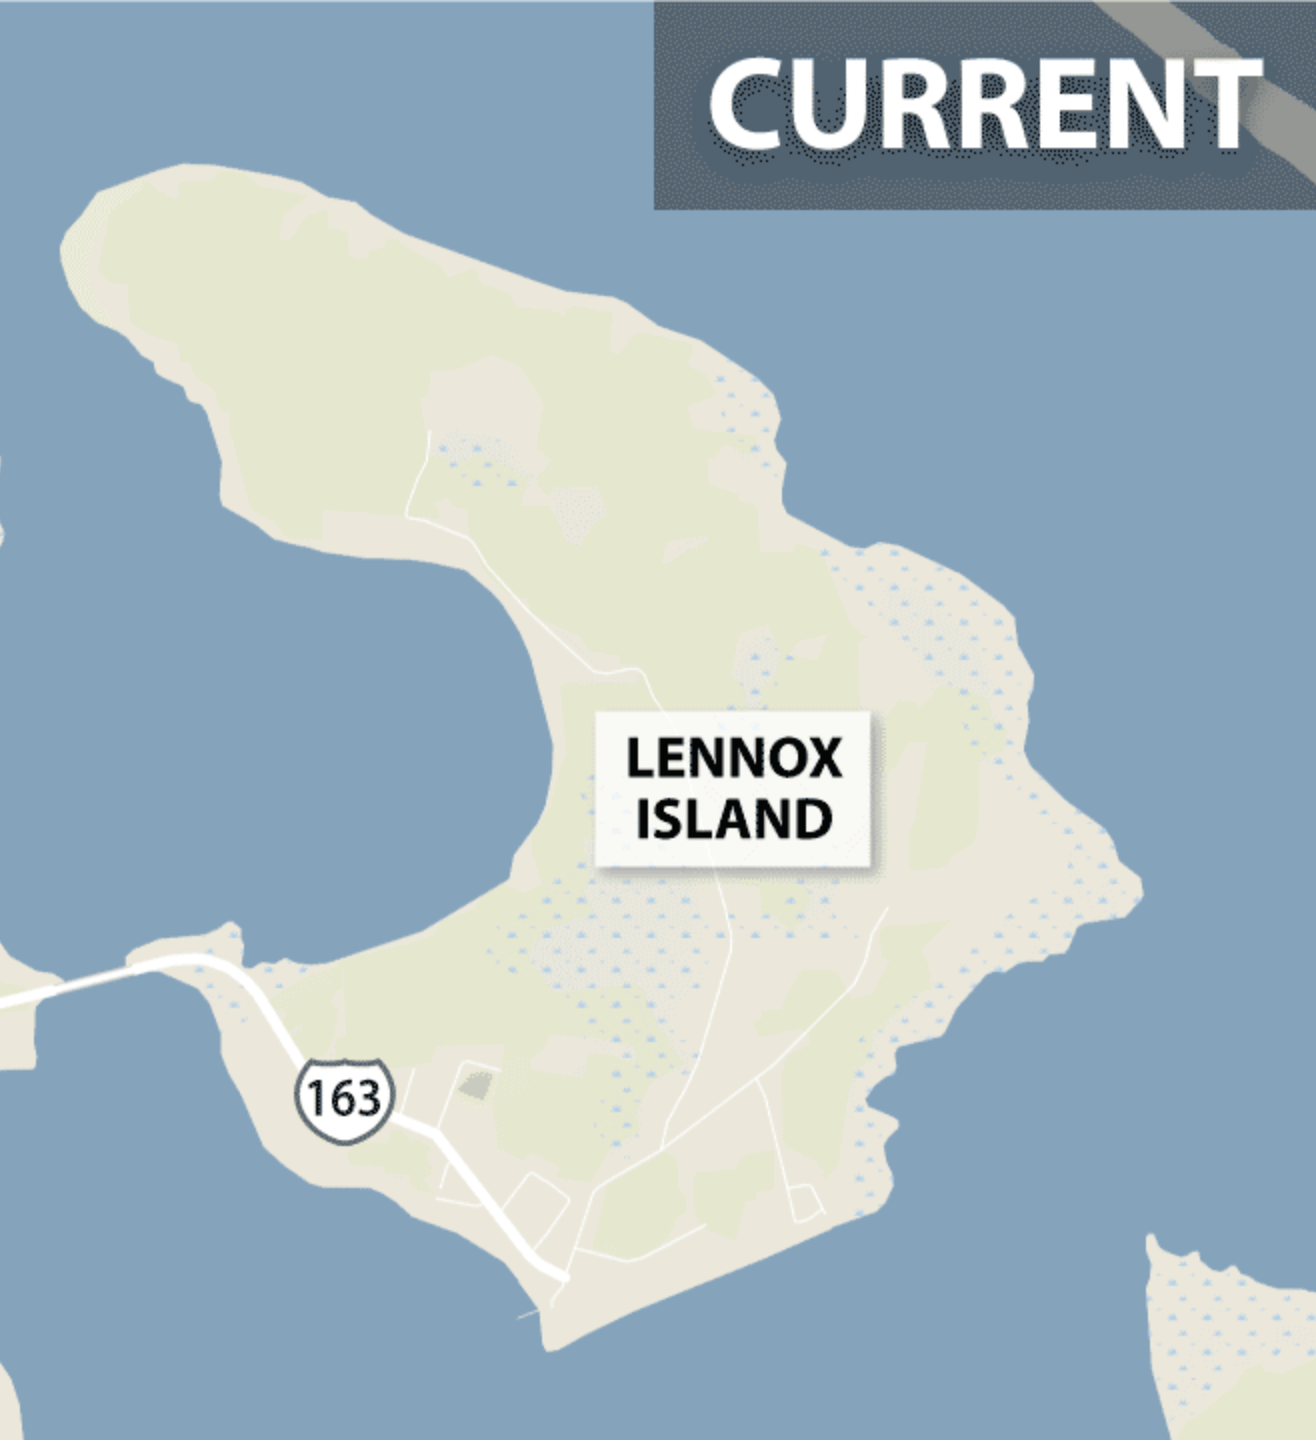 CURRENT
LENNOX
ISLAND
163